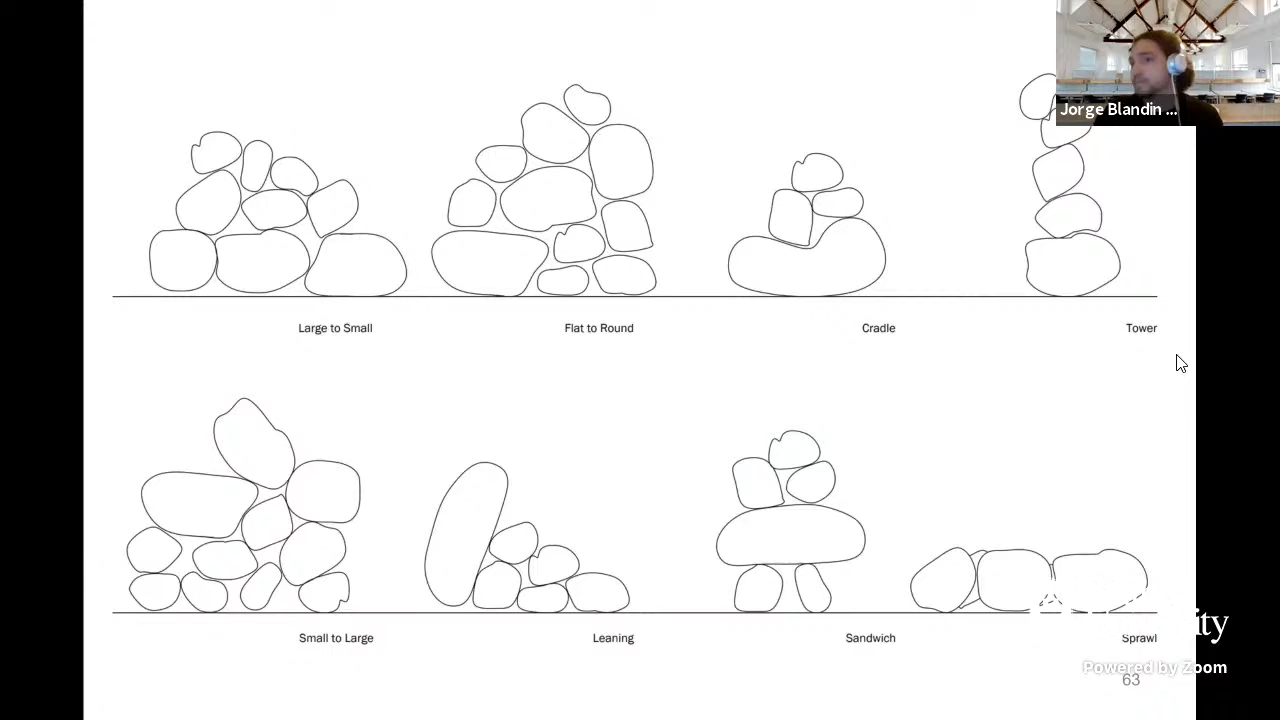 Jorge Blandin ...
Large to Small
Flat to Round
Cradle
Tower
Small to Large
Leaning
Sandwich
Sprawl
Powered by Zoom
63